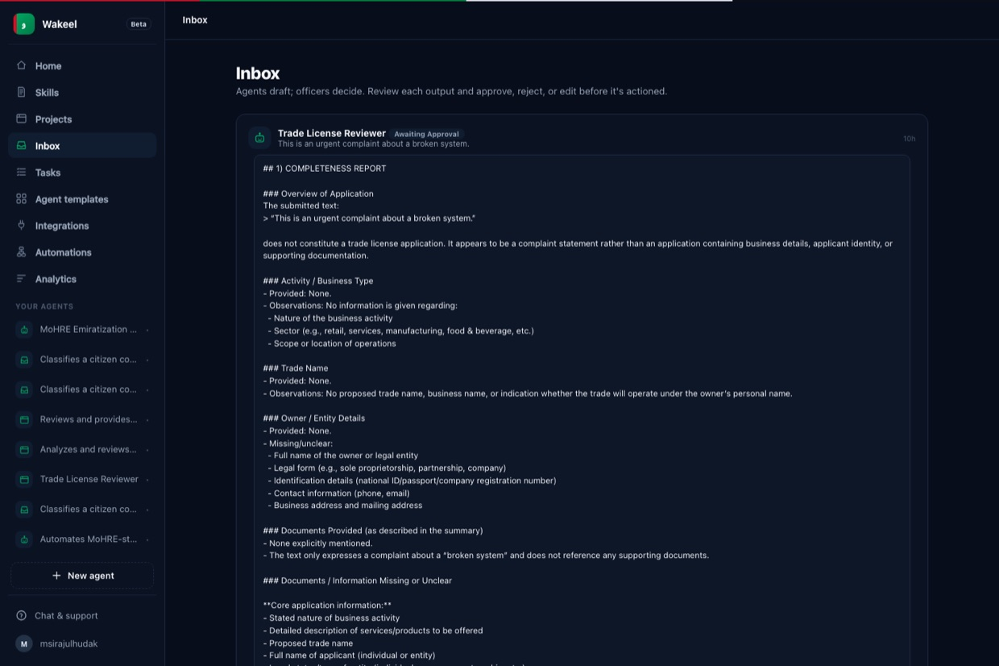 و
Wakeel
Beta
Home
Skills
Projects
Inbox
Tasks
Agent templates
Integrations
Automations
Analytics
YOUR AGENTS
MoHRE Emiratization ...
Classifies a citizen co...
Classifies a citizen co...
Reviews and provides...
Analyzes and reviews...
Trade License Reviewer
Classifies a citizen co...
Automates MoHRE-st...
+ New agent
Chat & support
M msirajulhudak
Inbox
Inbox
Agents draft; officers decide. Review each output and approve, reject, or edit before it's actioned.
Trade License Reviewer Awaiting Approval
This is an urgent complaint about a broken system.
10h
## 1) COMPLETENESS REPORT
### Overview of Application
The submitted text:
> “This is an urgent complaint about a broken system.”
does not constitute a trade license application. It appears to be a complaint statement rather than an application containing business details, applicant identity, or
supporting documentation.
### Activity / Business Type
- Provided: None.
- Observations: No information is given regarding:
- Nature of the business activity
- Sector (e.g., retail, services, manufacturing, food & beverage, etc.)
- Scope or location of operations
### Trade Name
- Provided: None.
- Observations: No proposed trade name, business name, or indication whether the trade will operate under the owner’s personal name.
### Owner / Entity Details
- Provided: None.
- Missing/unclear:
- Full name of the owner or legal entity
- Legal form (e.g., sole proprietorship, partnership, company)
- Identification details (national ID/passport/company registration number)
- Contact information (phone, email)
- Business address and mailing address
### Documents Provided (as described in the summary)
- None explicitly mentioned.
- The text only expresses a complaint about a “broken system” and does not reference any supporting documents.
### Documents / Information Missing or Unclear
**Core application information:**
- Stated nature of business activity
- Detailed description of services/products to be offered
- Proposed trade name
- Full name of applicant (individual or entity)